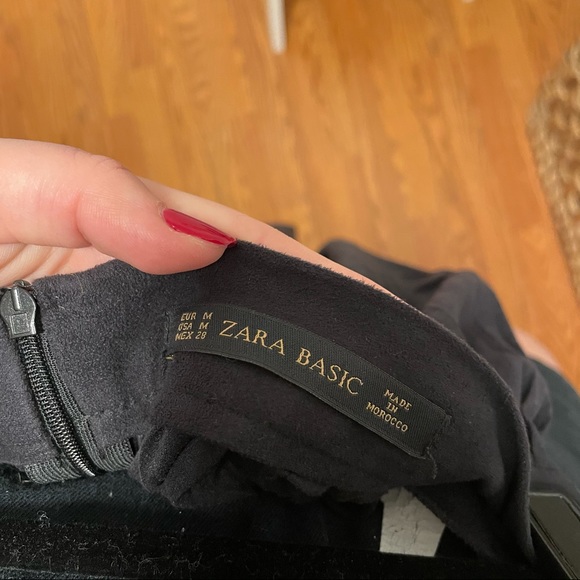 EUR M
USA M
MEX 28
ZARA BASIC
MADE
IN
MOROCCO